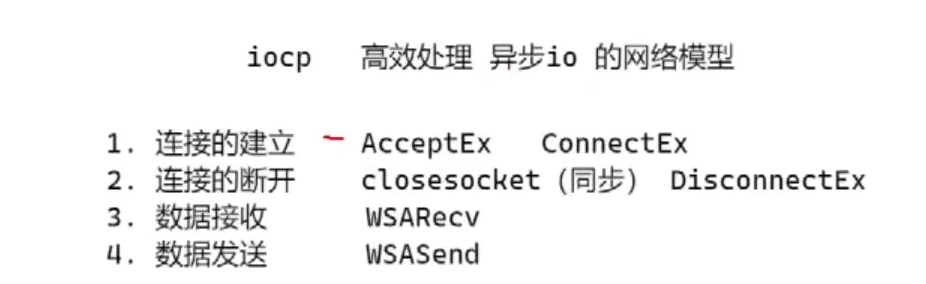 iocp 高效处理 异步io 的网络模型
1. 连接的建立 AcceptEx ConnectEx
2. 连接的断开 closesocket（同步） DisconnectEx
3. 数据接收 WSARecv
4. 数据发送 WSASend